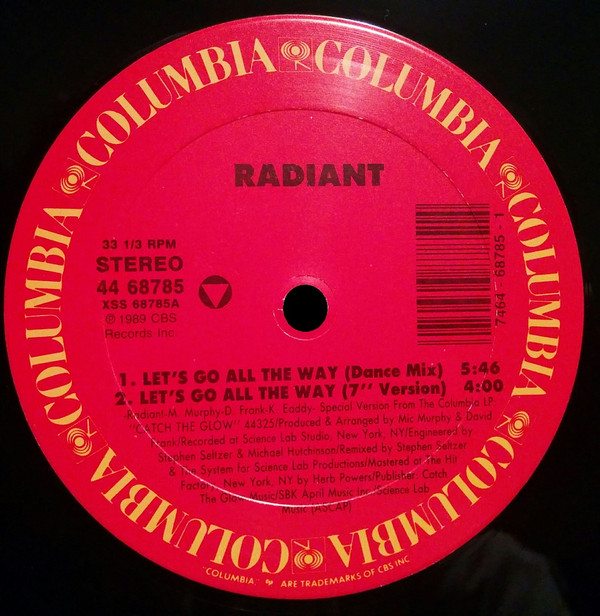 COLUMBIA COLUMBIA COLUMBIA COLUMBIA COLUMBIA COLUMBIA COLUMBIA COLUMBIA
RADIANT
33 1/3 RPM
STEREO
44 68785
XSS 68785A
℗ 1989 CBS
Records Inc.
7464-68785-1
1. LET'S GO ALL THE WAY (Dance Mix) 5:46
2. LET'S GO ALL THE WAY (7'' Version) 4:00
-Radiant-M. Murphy-D. Frank-K. Eaddy- Special Version From The Columbia LP:
"CATCH THE GLOW" 44325/Produced & Arranged by Mic Murphy & David
Frank/Recorded at Science Lab Studio, New York, NY/Engineered by
Stephen Seltzer & Michael Hutchinson/Remixed by Stephen Seltzer
& The System for Science Lab Productions/Mastered at The Hit
Factory, New York, NY by Herb Powers/Publisher: Catch
The Glow Music/SBK April Music Inc./Science Lab
Music (ASCAP)
"COLUMBIA," ARE TRADEMARKS OF CBS INC.